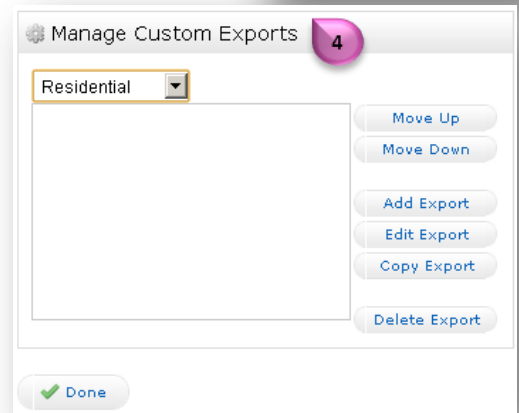 Manage Custom Exports
4
Residential
Move Up
Move Down
Add Export
Edit Export
Copy Export
Delete Export
Done